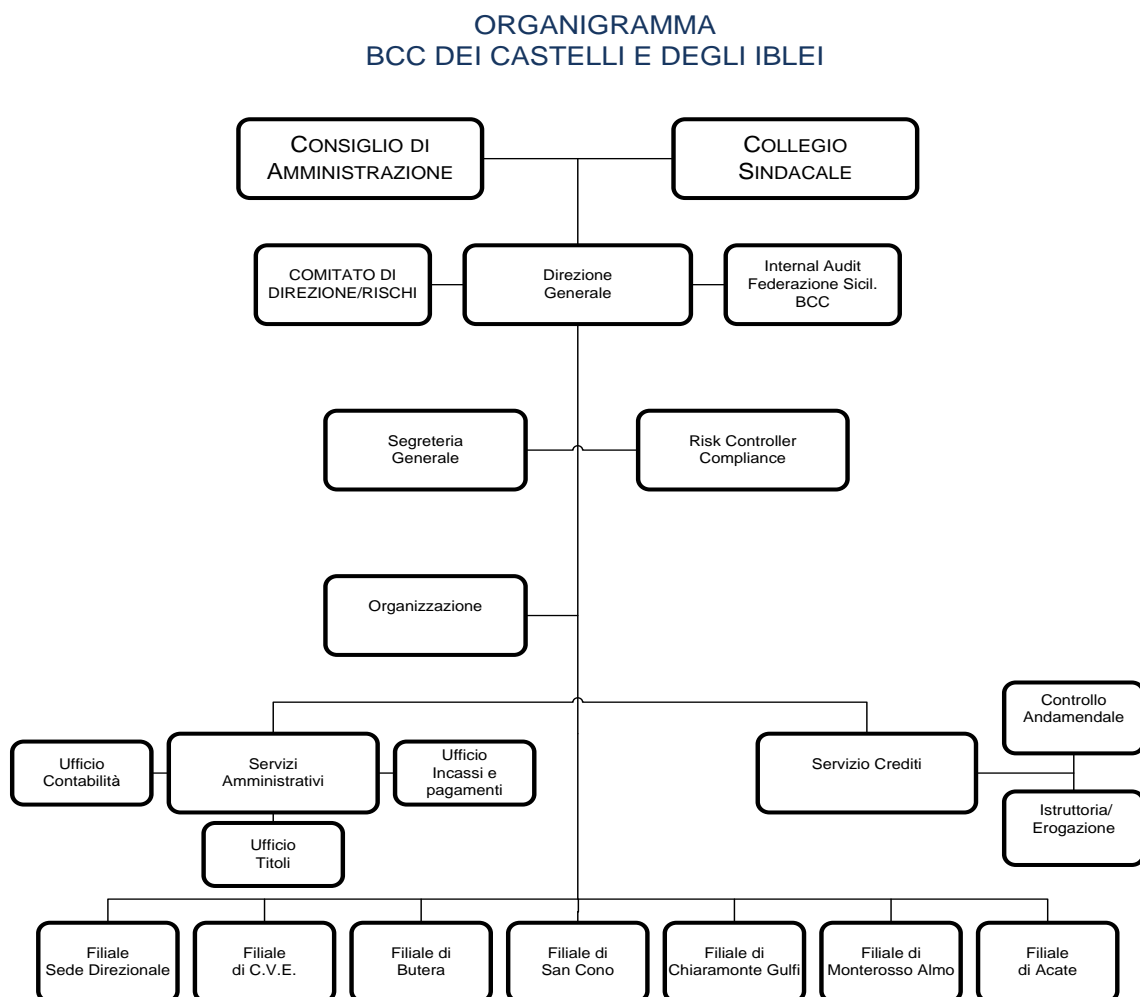 ORGANIGRAMMA
BCC DEI CASTELLI E DEGLI IBLEI
CONSIGLIO DI
AMMINISTRAZIONE
COLLEGIO
SINDACALE
COMITATO DI
DIREZIONE/RISCHI
Direzione
Generale
Internal Audit
Federazione Sicil.
BCC
Segreteria
Generale
Risk Controller
Compliance
Organizzazione
Ufficio
Contabilità
Servizi
Amministrativi
Ufficio
Incassi e
pagamenti
Ufficio
Titoli
Servizio Crediti
Controllo
Andamendale
Istruttoria/
Erogazione
Filiale
Sede Direzionale
Filiale
di C.V.E.
Filiale di
Butera
Filiale di
San Cono
Filiale di
Chiaramonte Gulfi
Filiale di
Monterosso Almo
Filiale
di Acate